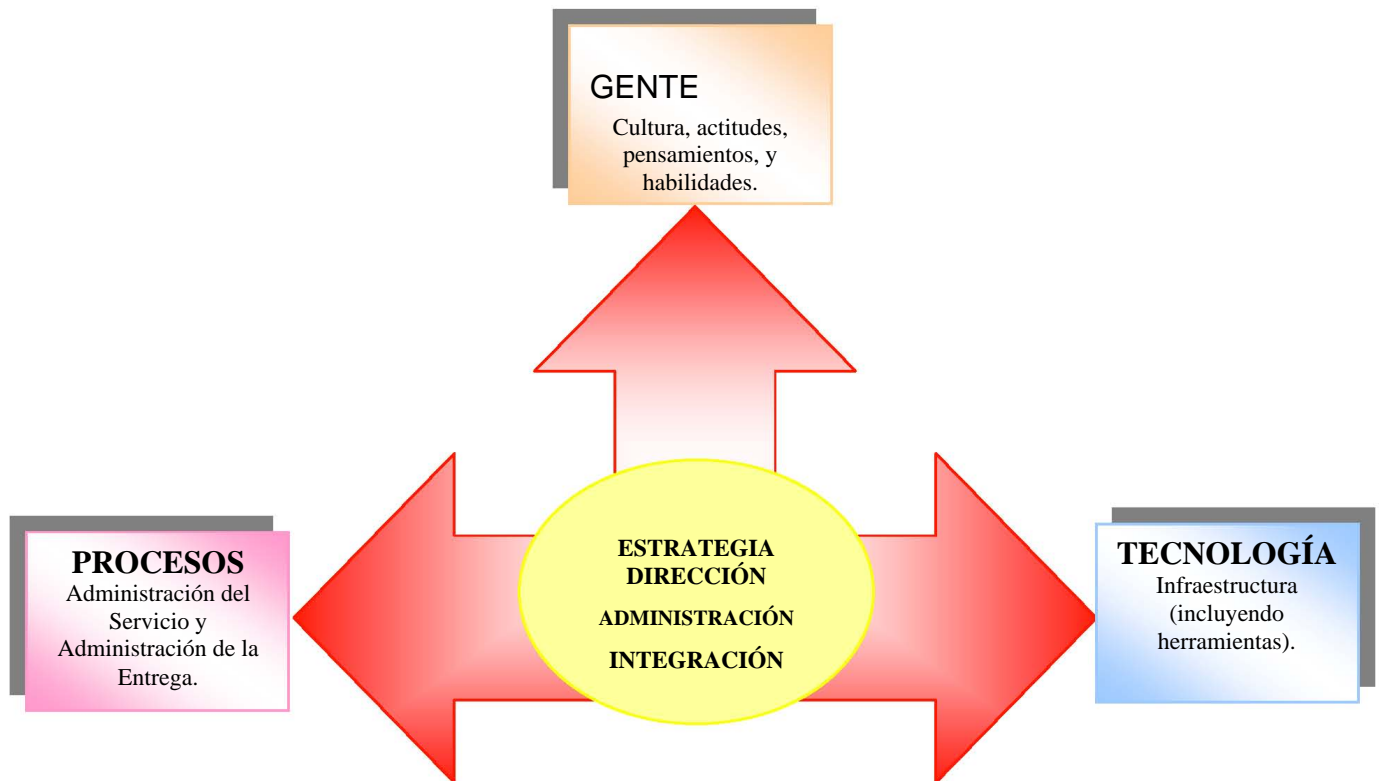 GENTE
Cultura, actitudes,
pensamientos, y
habilidades.
PROCESOS
Administración del
Servicio y
Administración de la
Entrega.
ESTRATEGIA
DIRECCIÓN
ADMINISTRACIÓN
INTEGRACIÓN
TECNOLOGÍA
Infraestructura
(incluyendo
herramientas).